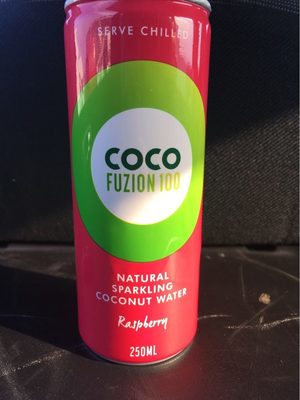 SERVE CHILLED
COCO
FUZION 100
NATURAL
SPARKLING
COCONUT WATER
Raspberry
250ML